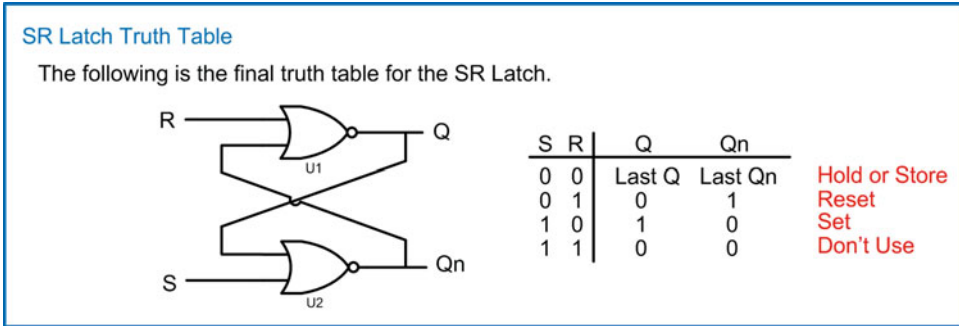 SR Latch Truth Table
The following is the final truth table for the SR Latch.
R
Q
U1
S
Qn
U2
S R Q Qn
0 0 Last Q Last Qn Hold or Store
0 1 0 1 Reset
1 0 1 0 Set
1 1 0 0 Don't Use